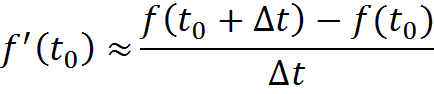 f′(t₀) ≈ (f(t₀ + Δt) − f(t₀)) / Δt